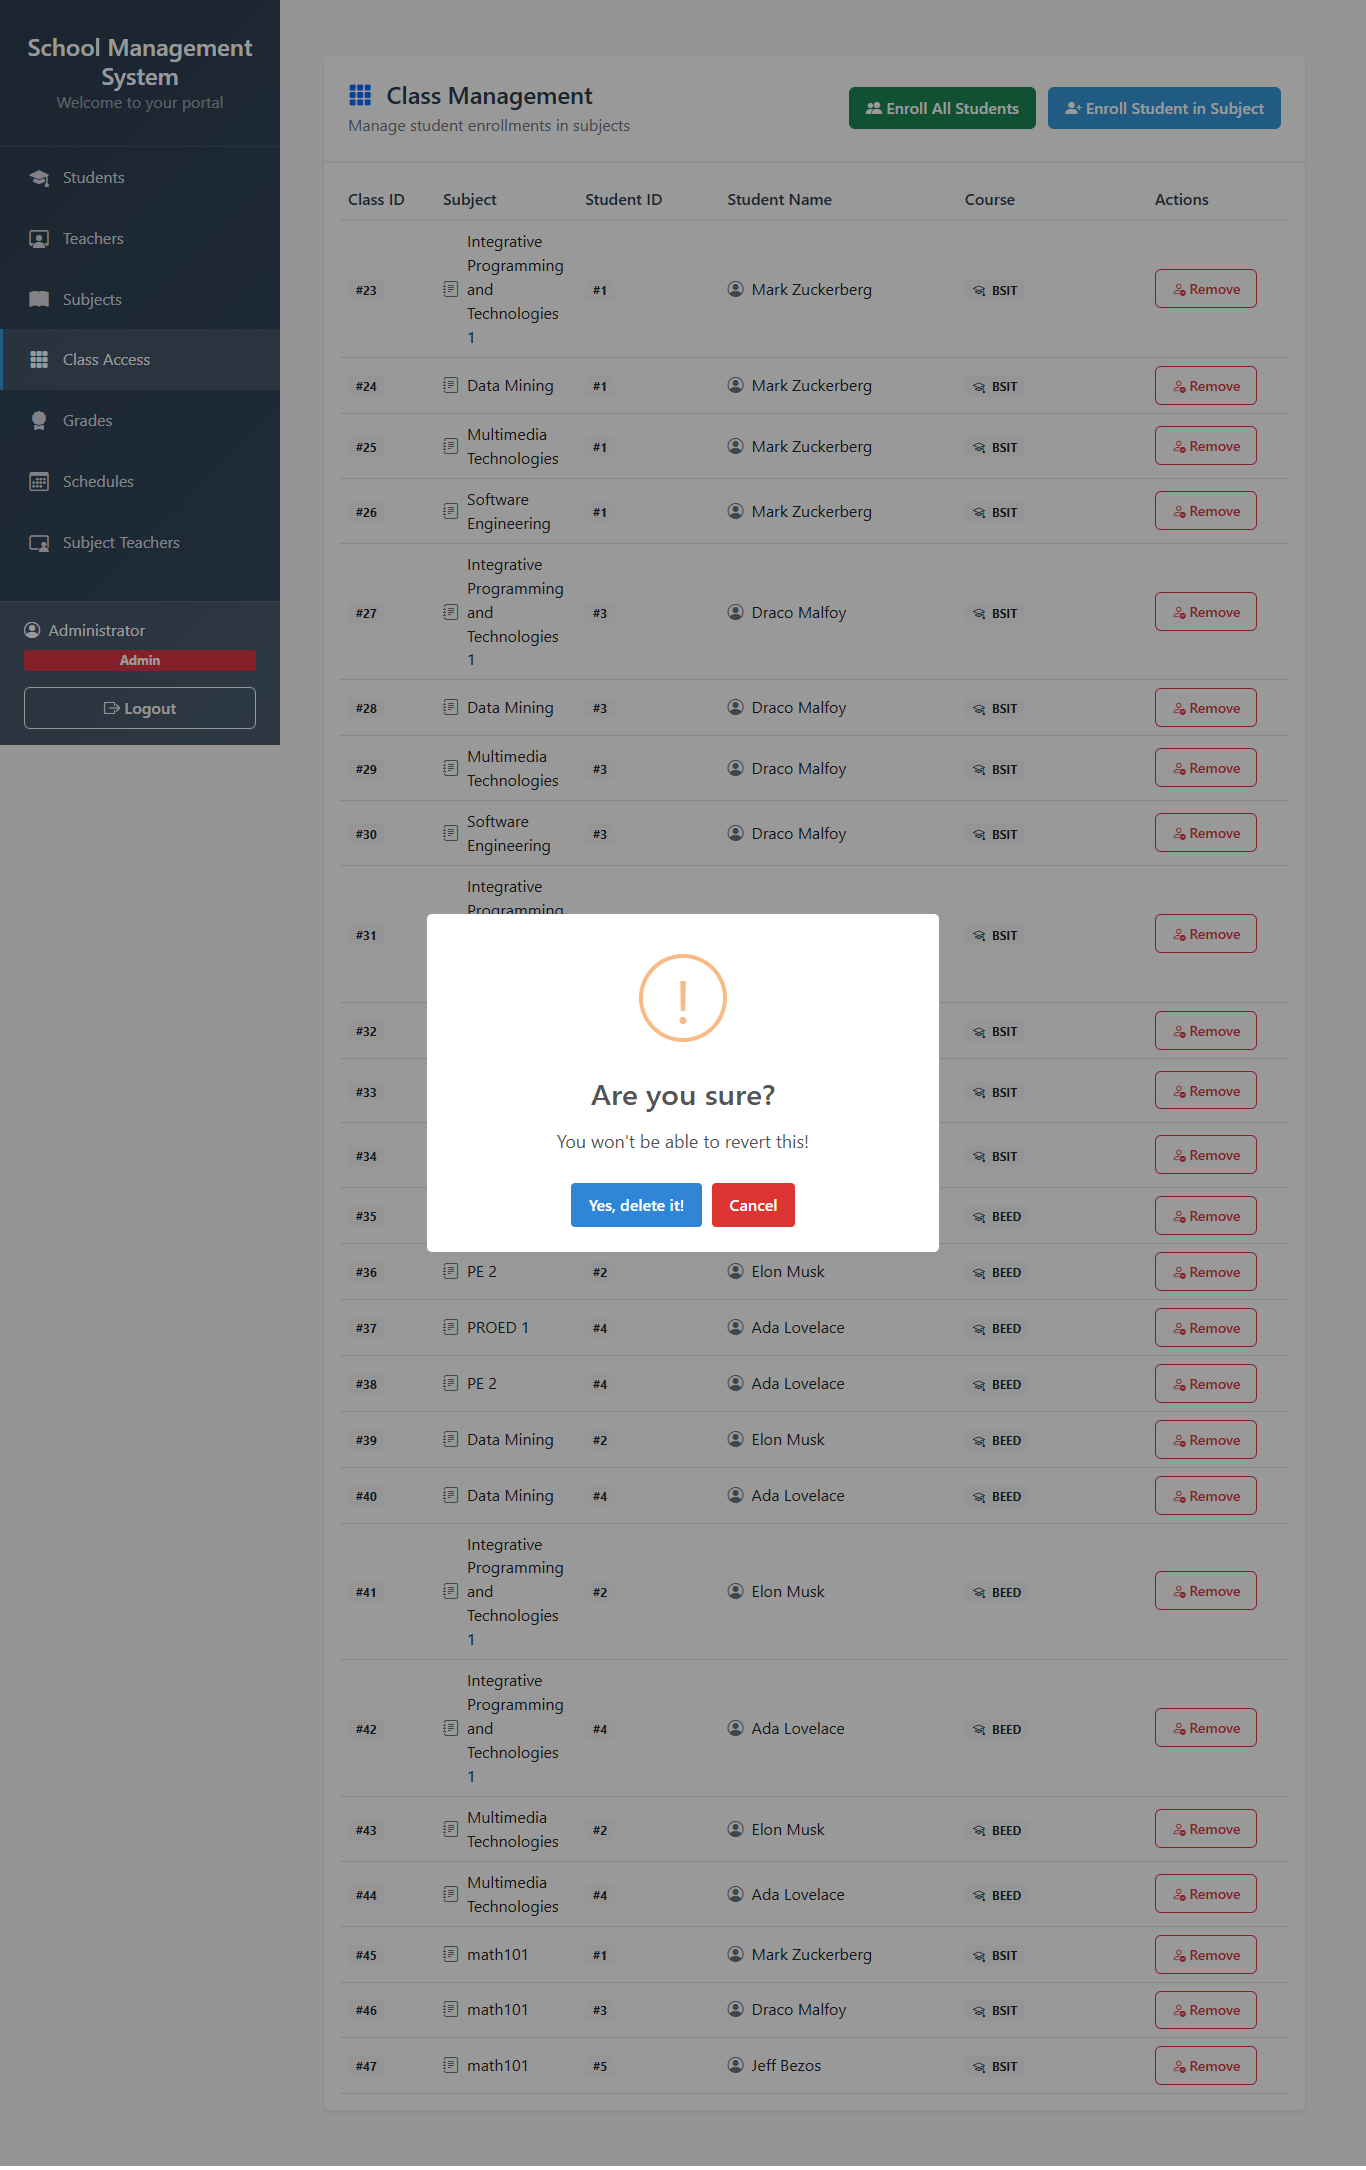 School Management
System
Welcome to your portal
Students
Teachers
Subjects
Class Access
Grades
Schedules
Subject Teachers
Administrator
Admin
Logout
Class Management
Manage student enrollments in subjects
Enroll All Students
Enroll Student in Subject
Class ID Subject Student ID Student Name Course Actions
#23 Integrative Programming and Technologies 1 #1 Mark Zuckerberg BSIT Remove
#24 Data Mining #1 Mark Zuckerberg BSIT Remove
#25 Multimedia Technologies #1 Mark Zuckerberg BSIT Remove
#26 Software Engineering #1 Mark Zuckerberg BSIT Remove
#27 Integrative Programming and Technologies 1 #3 Draco Malfoy BSIT Remove
#28 Data Mining #3 Draco Malfoy BSIT Remove
#29 Multimedia Technologies #3 Draco Malfoy BSIT Remove
#30 Software Engineering #3 Draco Malfoy BSIT Remove
#31 Integrative Programming BSIT Remove
#32 BSIT Remove
#33 BSIT Remove
#34 BSIT Remove
#35 BEED Remove
Are you sure?
You won't be able to revert this!
Yes, delete it!
Cancel
#36 PE 2 #2 Elon Musk BEED Remove
#37 PROED 1 #4 Ada Lovelace BEED Remove
#38 PE 2 #4 Ada Lovelace BEED Remove
#39 Data Mining #2 Elon Musk BEED Remove
#40 Data Mining #4 Ada Lovelace BEED Remove
#41 Integrative Programming and Technologies 1 #2 Elon Musk BEED Remove
#42 Integrative Programming and Technologies 1 #4 Ada Lovelace BEED Remove
#43 Multimedia Technologies #2 Elon Musk BEED Remove
#44 Multimedia Technologies #4 Ada Lovelace BEED Remove
#45 math101 #1 Mark Zuckerberg BSIT Remove
#46 math101 #3 Draco Malfoy BSIT Remove
#47 math101 #5 Jeff Bezos BSIT Remove